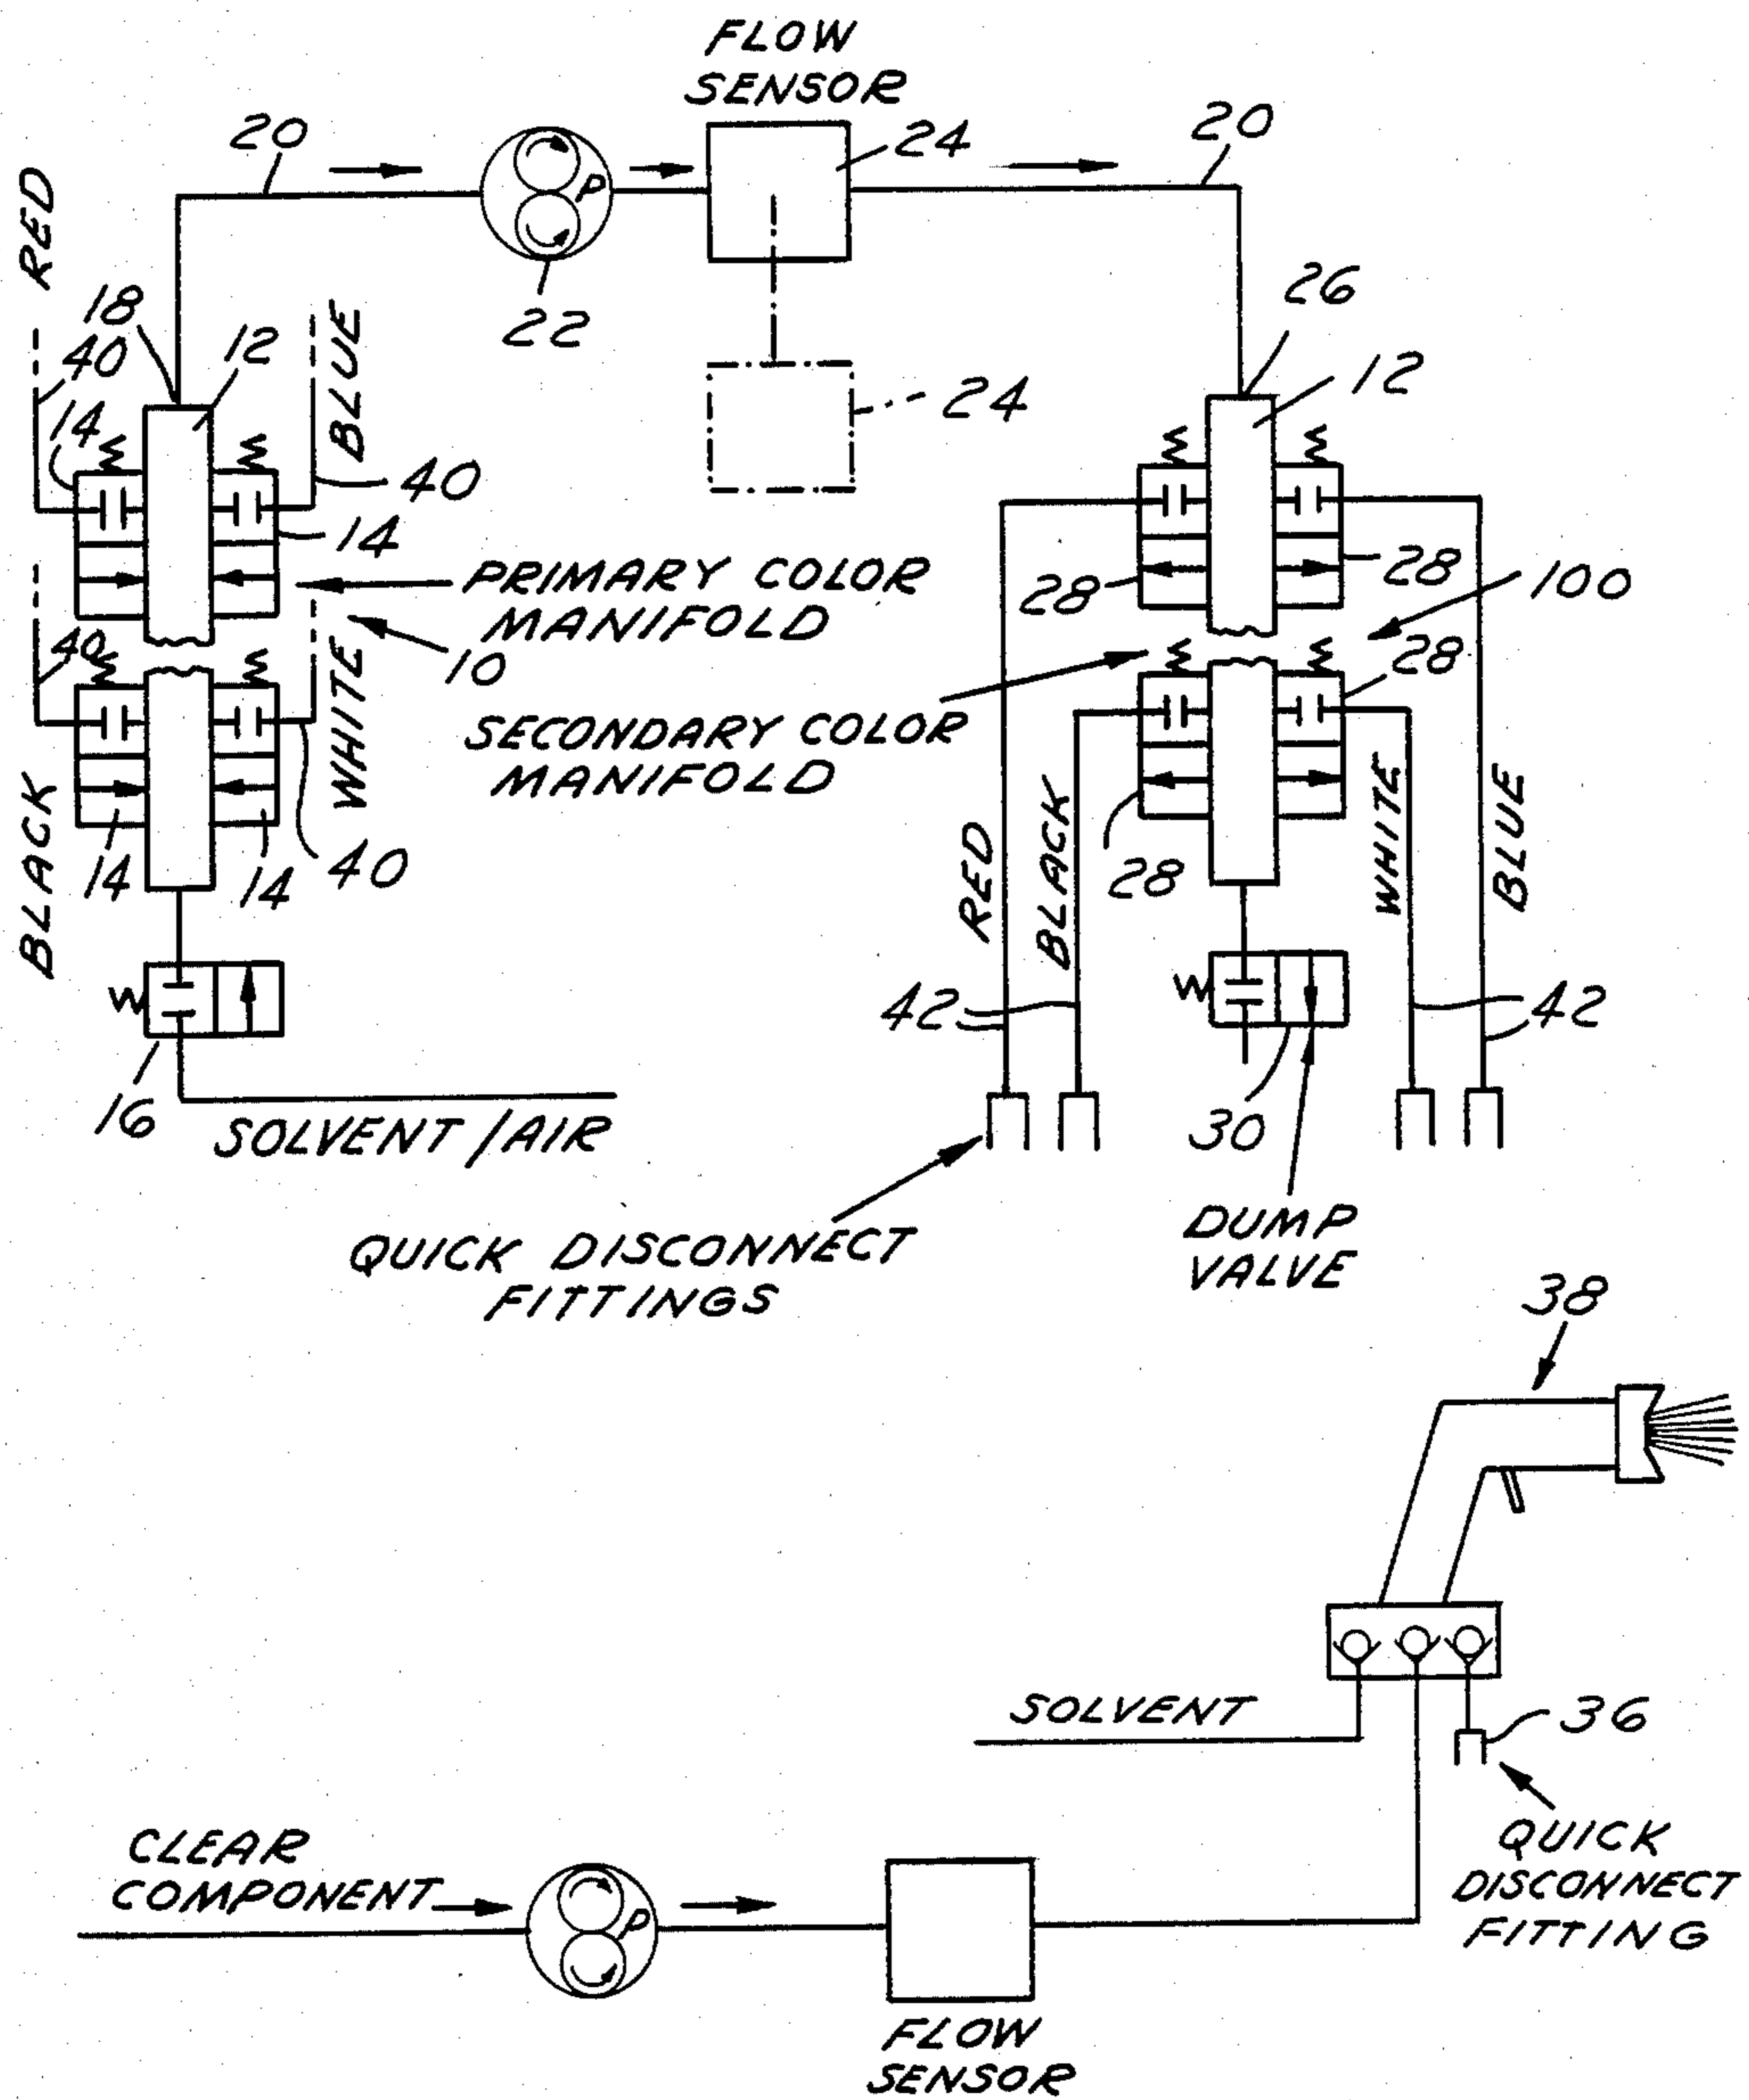 FLOW
SENSOR
20
24
20
P
22
RED
18
12
BLUE
40
14
40
14
24
26
12
PRIMARY COLOR
MANIFOLD
10
28
28
100
28
40
WHITE
SECONDARY COLOR
MANIFOLD
BLACK
14
14
40
28
RED
BLACK
WHITE
BLUE
42
42
16
SOLVENT/AIR
30
QUICK DISCONNECT
FITTINGS
DUMP
VALVE
38
SOLVENT
36
QUICK
DISCONNECT
FITTING
CLEAR
COMPONENT
P
FLOW
SENSOR